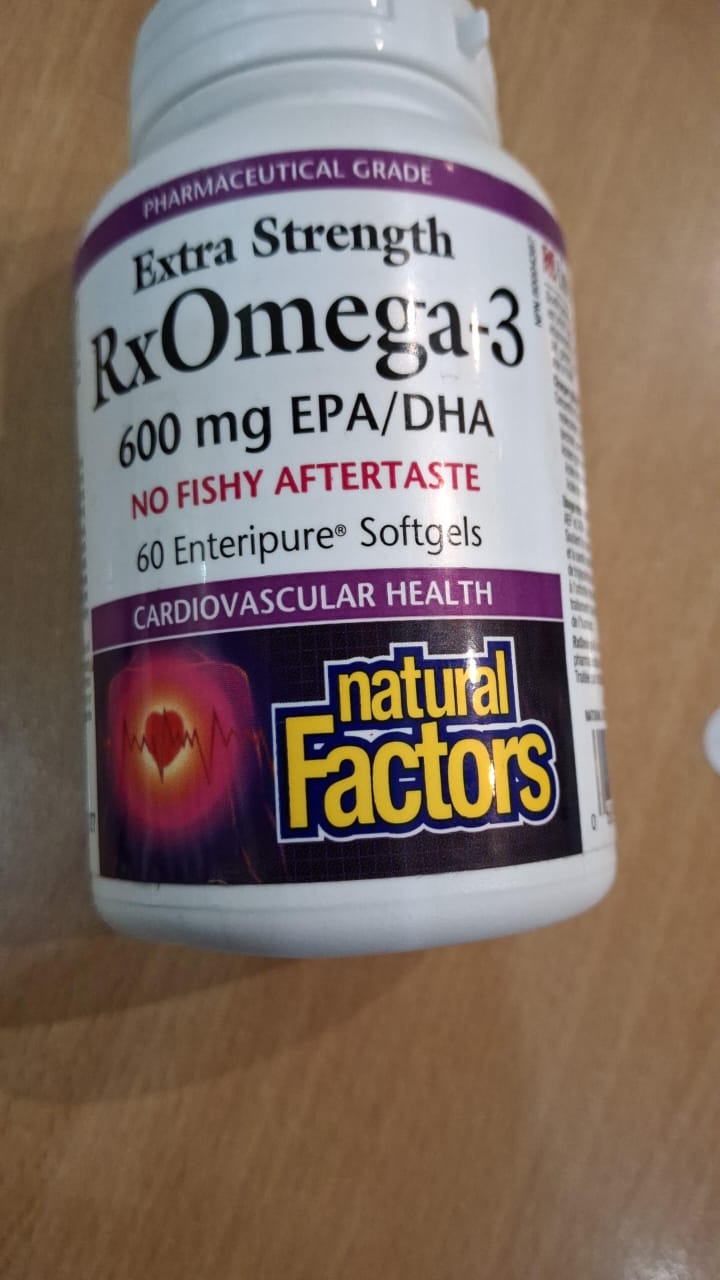 PHARMACEUTICAL GRADE
Extra Strength
RxOmega-3
600 mg EPA/DHA
NO FISHY AFTERTASTE
60 Enteripure® Softgels
CARDIOVASCULAR HEALTH
natural
Factors